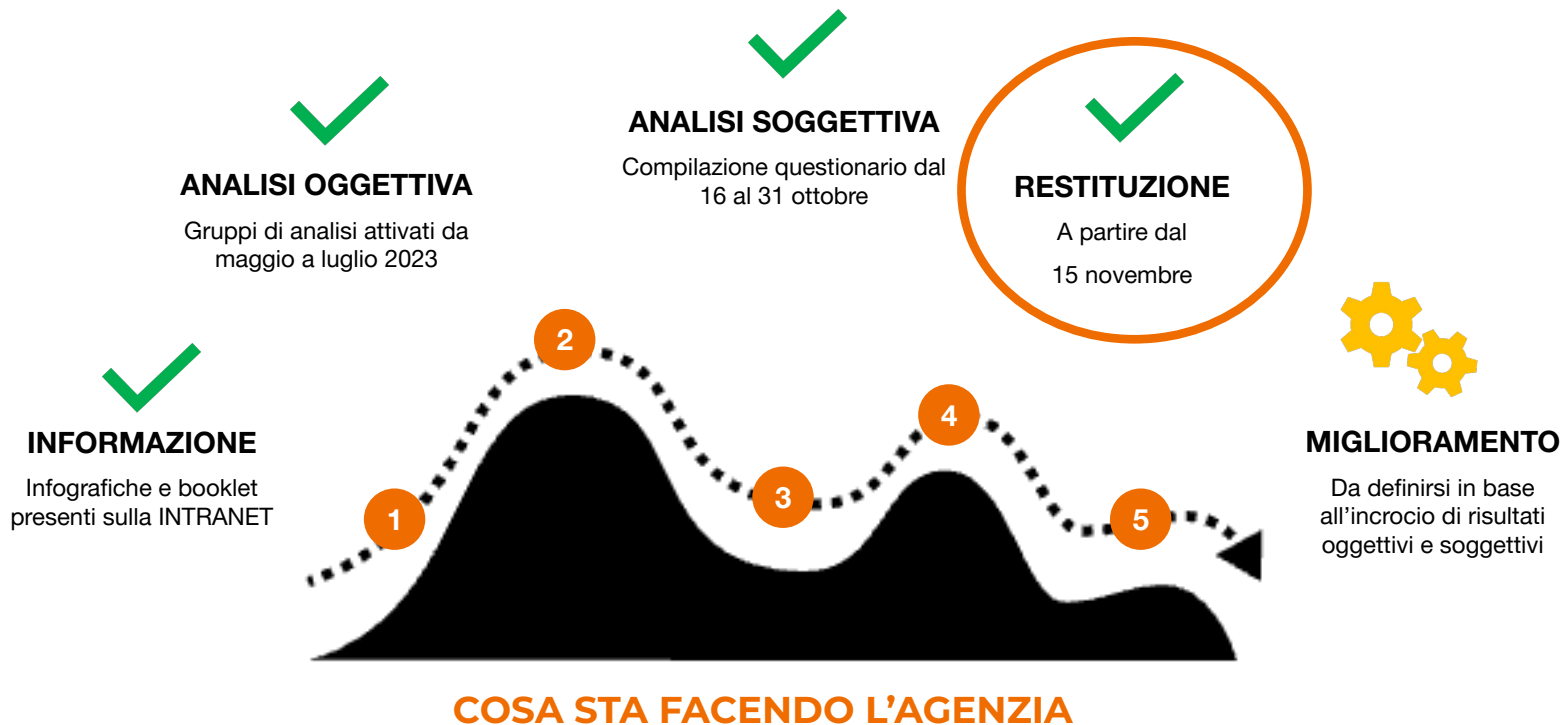 ANALISI OGGETTIVA
Gruppi di analisi attivati da
maggio a luglio 2023
ANALISI SOGGETTIVA
Compilazione questionario dal
16 al 31 ottobre
RESTITUZIONE
A partire dal
15 novembre
INFORMAZIONE
Infografiche e booklet
presenti sulla INTRANET
1
2
3
4
5
MIGLIORAMENTO
Da definirsi in base
all'incrocio di risultati
oggettivi e soggettivi
COSA STA FACENDO L'AGENZIA